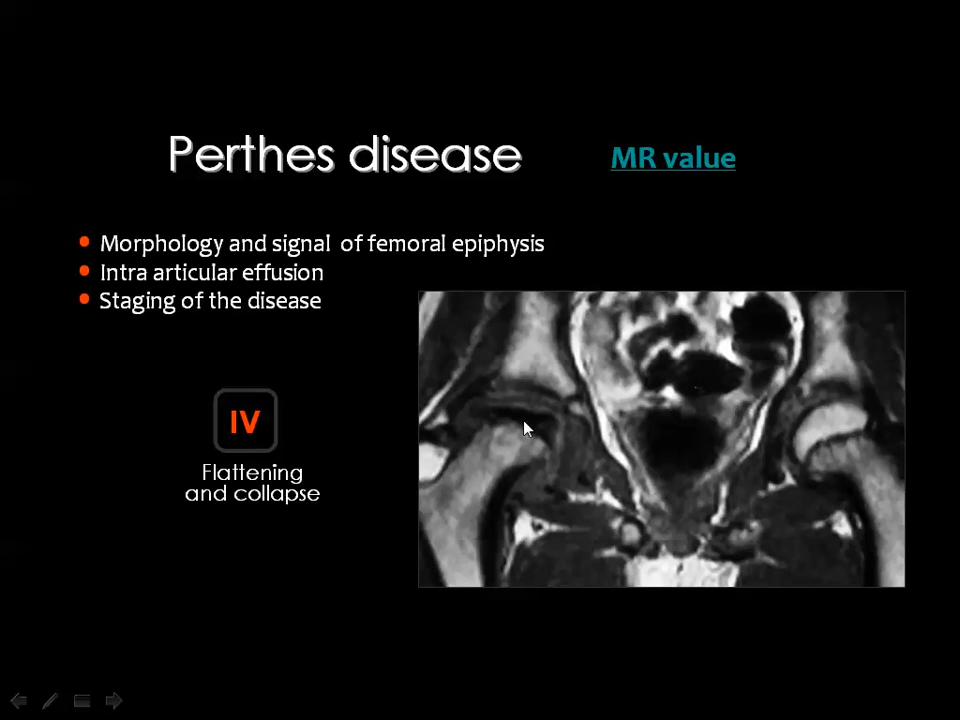 Perthes disease
MR value
Morphology and signal of femoral epiphysis
Intra articular effusion
Staging of the disease
IV
Flattening
and collapse